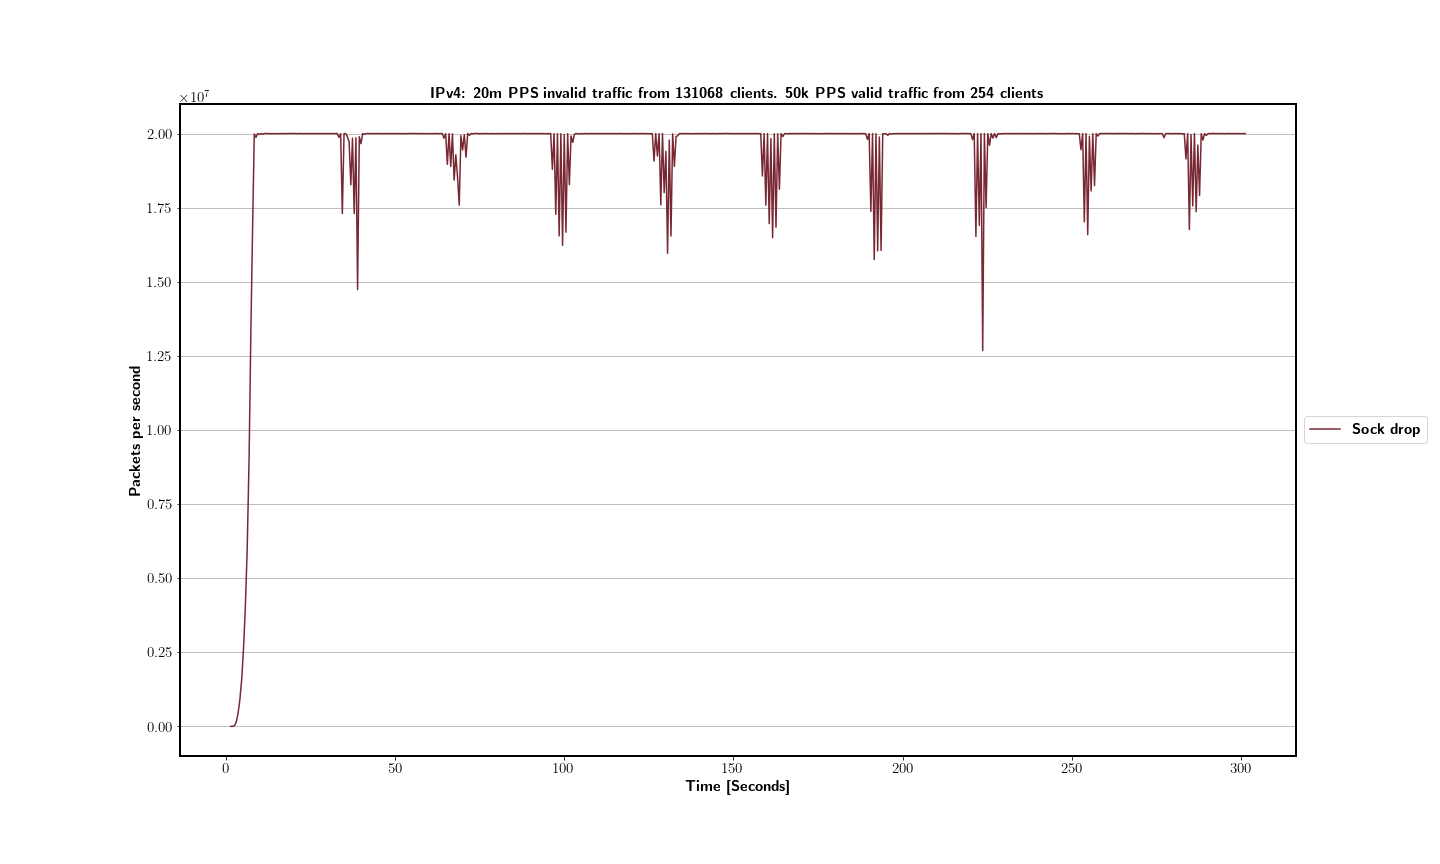 IPv4: 20m PPS invalid traffic from 131068 clients. 50k PPS valid traffic from 254 clients
×10⁷
2.00
1.75
1.50
1.25
1.00
0.75
0.50
0.25
0.00
Packets per second
0 50 100 150 200 250 300
Time [Seconds]
Sock drop